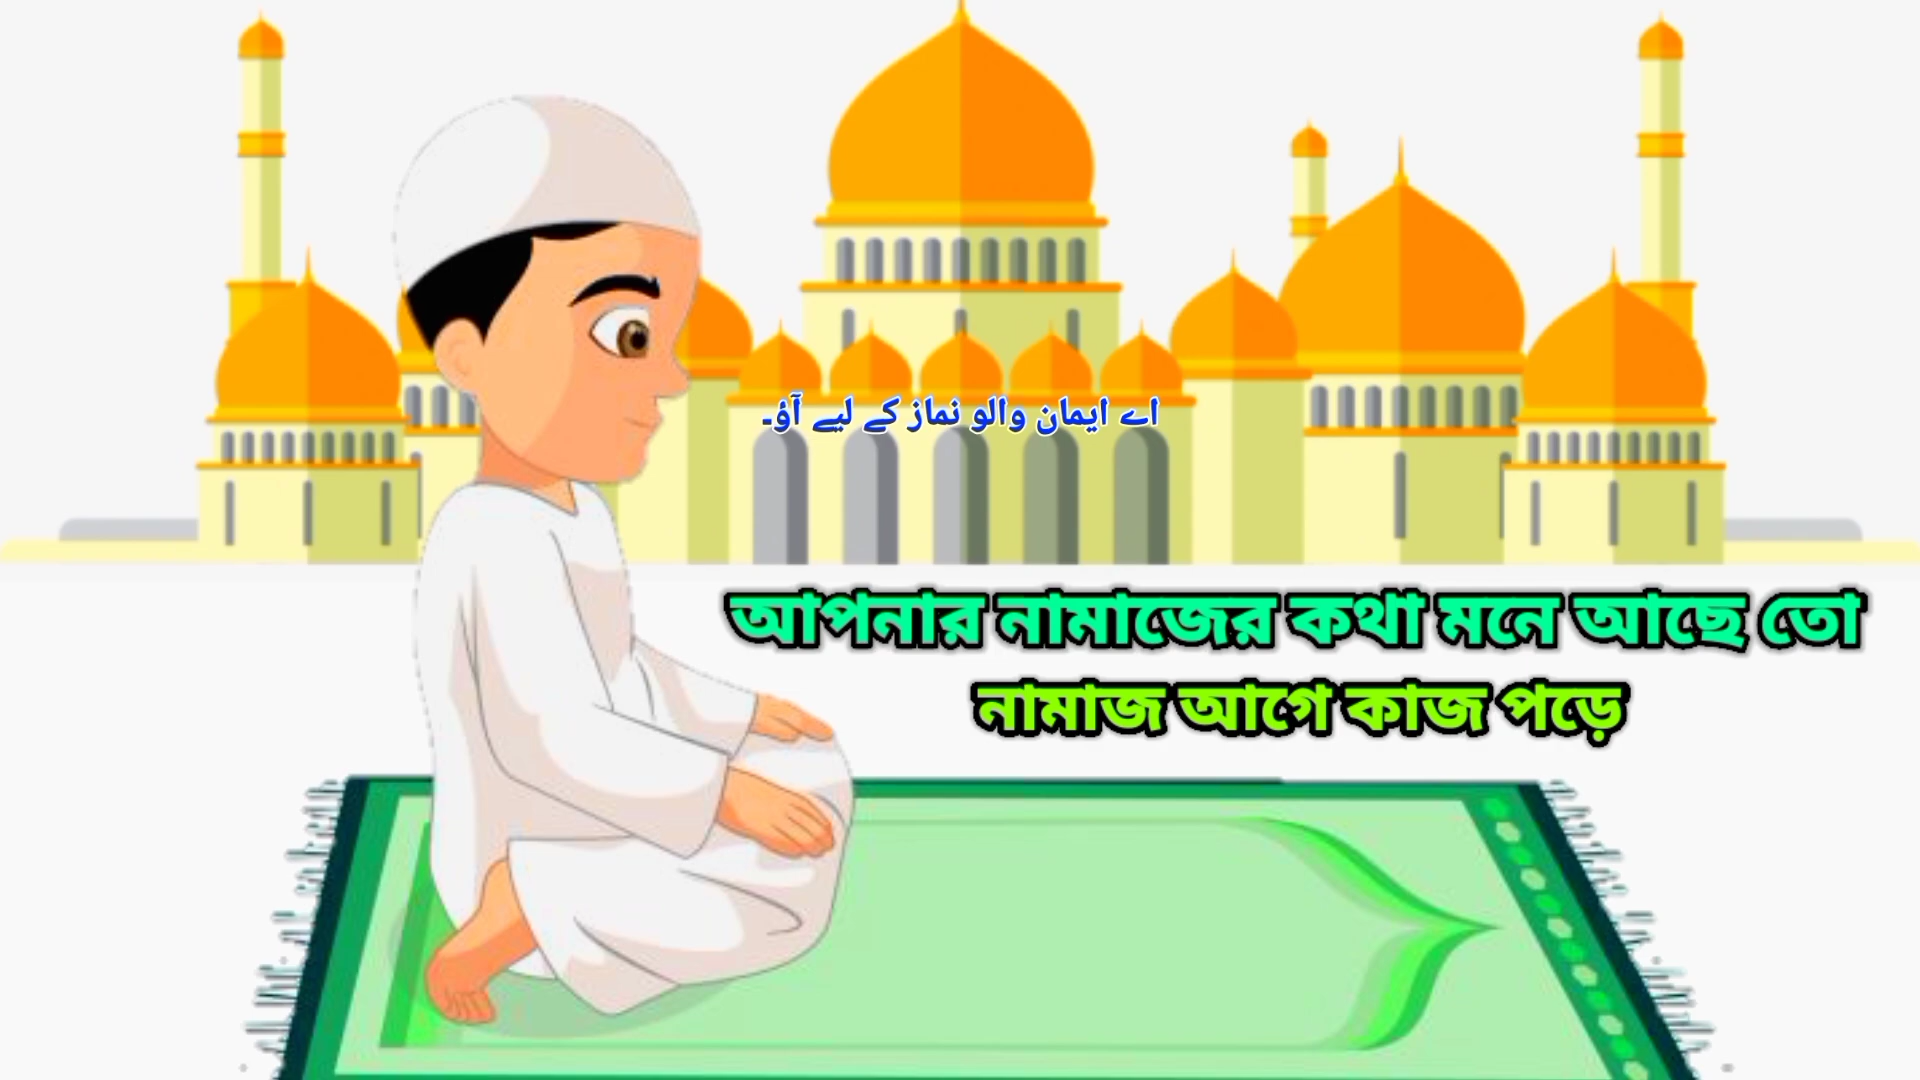 اے ایمان والو نماز کے لیے آؤ۔
আপনার নামাজের কথা মনে আছে তো
নামাজ আগে কাজ পড়ে